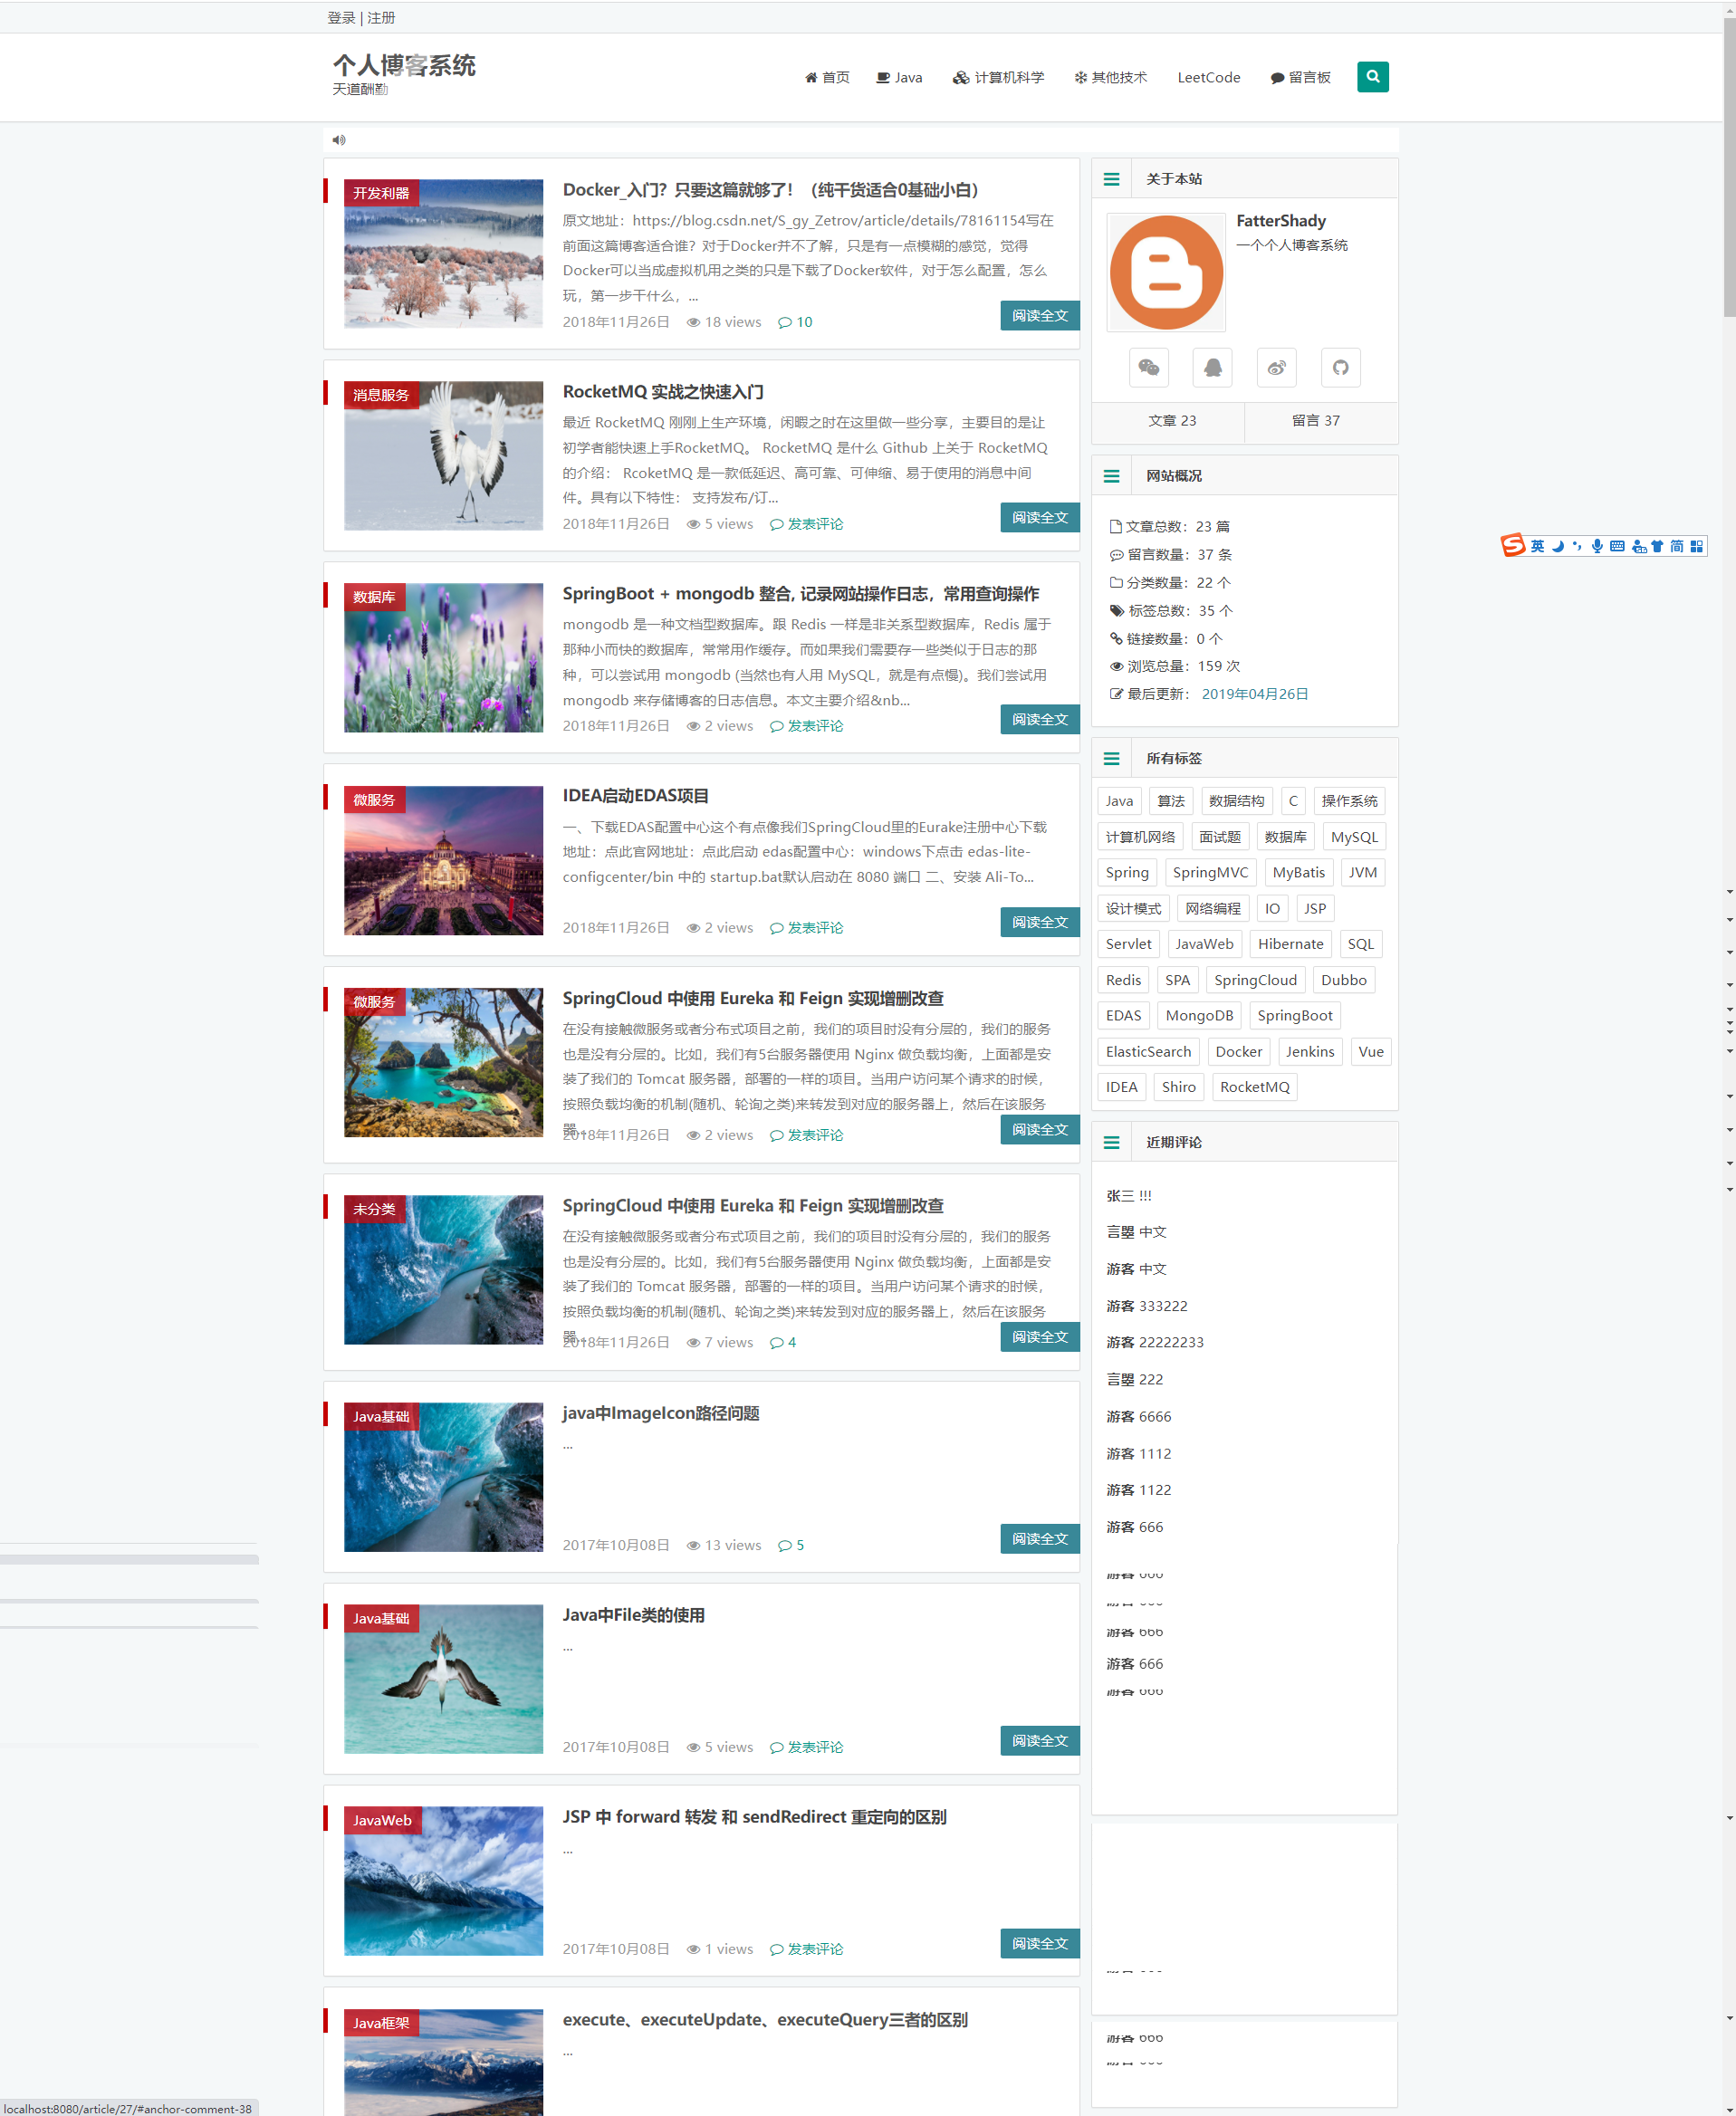 登录 | 注册
个人博客系统
天道酬勤
首页 Java 计算机科学 其他技术 LeetCode 留言板
开发利器
Docker_入门？只要这篇就够了！（纯干货适合0基础小白）
原文地址：https://blog.csdn.net/S_gy_Zetrov/article/details/78161154写在
前面这篇博客适合谁？对于Docker并不了解，只是有一点模糊的感觉，觉得
Docker可以当成虚拟机用之类的只是下载了Docker软件，对于怎么配置，怎么
玩，第一步干什么，...
2018年11月26日 18 views 10
阅读全文
消息服务
RocketMQ 实战之快速入门
最近 RocketMQ 刚刚上生产环境，闲暇之时在这里做一些分享，主要目的是让
初学者能快速上手RocketMQ。 RocketMQ 是什么 Github 上关于 RocketMQ
的介绍： RcoketMQ 是一款低延迟、高可靠、可伸缩、易于使用的消息中间
件。具有以下特性： 支持发布/订...
2018年11月26日 5 views 发表评论
阅读全文
数据库
SpringBoot + mongodb 整合, 记录网站操作日志，常用查询操作
mongodb 是一种文档型数据库。跟 Redis 一样是非关系型数据库，Redis 属于
那种小而快的数据库，常常用作缓存。而如果我们需要存一些类似于日志的那
种，可以尝试用 mongodb (当然也有人用 MySQL，就是有点慢)。我们尝试用
mongodb 来存储博客的日志信息。本文主要介绍&nb...
2018年11月26日 2 views 发表评论
阅读全文
微服务
IDEA启动EDAS项目
一、下载EDAS配置中心这个有点像我们SpringCloud里的Eurake注册中心下载
地址：点此官网地址：点此启动 edas配置中心：windows下点击 edas-lite-
configcenter/bin 中的 startup.bat默认启动在 8080 端口 二、安装 Ali-To...
2018年11月26日 2 views 发表评论
阅读全文
微服务
SpringCloud 中使用 Eureka 和 Feign 实现增删改查
在没有接触微服务或者分布式项目之前，我们的项目时没有分层的，我们的服务
也是没有分层的。比如，我们有5台服务器使用 Nginx 做负载均衡，上面都是安
装了我们的 Tomcat 服务器，部署的一样的项目。当用户访问某个请求的时候，
按照负载均衡的机制(随机、轮询之类)来转发到对应的服务器上，然后在该服务
器...
2018年11月26日 2 views 发表评论
阅读全文
未分类
SpringCloud 中使用 Eureka 和 Feign 实现增删改查
在没有接触微服务或者分布式项目之前，我们的项目时没有分层的，我们的服务
也是没有分层的。比如，我们有5台服务器使用 Nginx 做负载均衡，上面都是安
装了我们的 Tomcat 服务器，部署的一样的项目。当用户访问某个请求的时候，
按照负载均衡的机制(随机、轮询之类)来转发到对应的服务器上，然后在该服务
器...
2018年11月26日 7 views 4
阅读全文
Java基础
java中ImageIcon路径问题
...
2017年10月08日 13 views 5
阅读全文
Java基础
Java中File类的使用
...
2017年10月08日 5 views 发表评论
阅读全文
JavaWeb
JSP 中 forward 转发 和 sendRedirect 重定向的区别
...
2017年10月08日 1 views 发表评论
阅读全文
Java框架
execute、executeUpdate、executeQuery三者的区别
...
关于本站
FatterShady
一个个人博客系统
文章 23 留言 37
网站概况
文章总数：23 篇
留言数量：37 条
分类数量：22 个
标签总数：35 个
链接数量：0 个
浏览总量：159 次
最后更新： 2019年04月26日
所有标签
Java 算法 数据结构 C 操作系统
计算机网络 面试题 数据库 MySQL
Spring SpringMVC MyBatis JVM
设计模式 网络编程 IO JSP
Servlet JavaWeb Hibernate SQL
Redis SPA SpringCloud Dubbo
EDAS MongoDB SpringBoot
ElasticSearch Docker Jenkins Vue
IDEA Shiro RocketMQ
近期评论
张三 !!!
言曌 中文
游客 中文
游客 333222
游客 22222233
言曌 222
游客 6666
游客 1112
游客 1122
游客 666
游客 666
游客 666
游客 666
游客 666
游客 666
英 简
localhost:8080/article/27/#anchor-comment-38